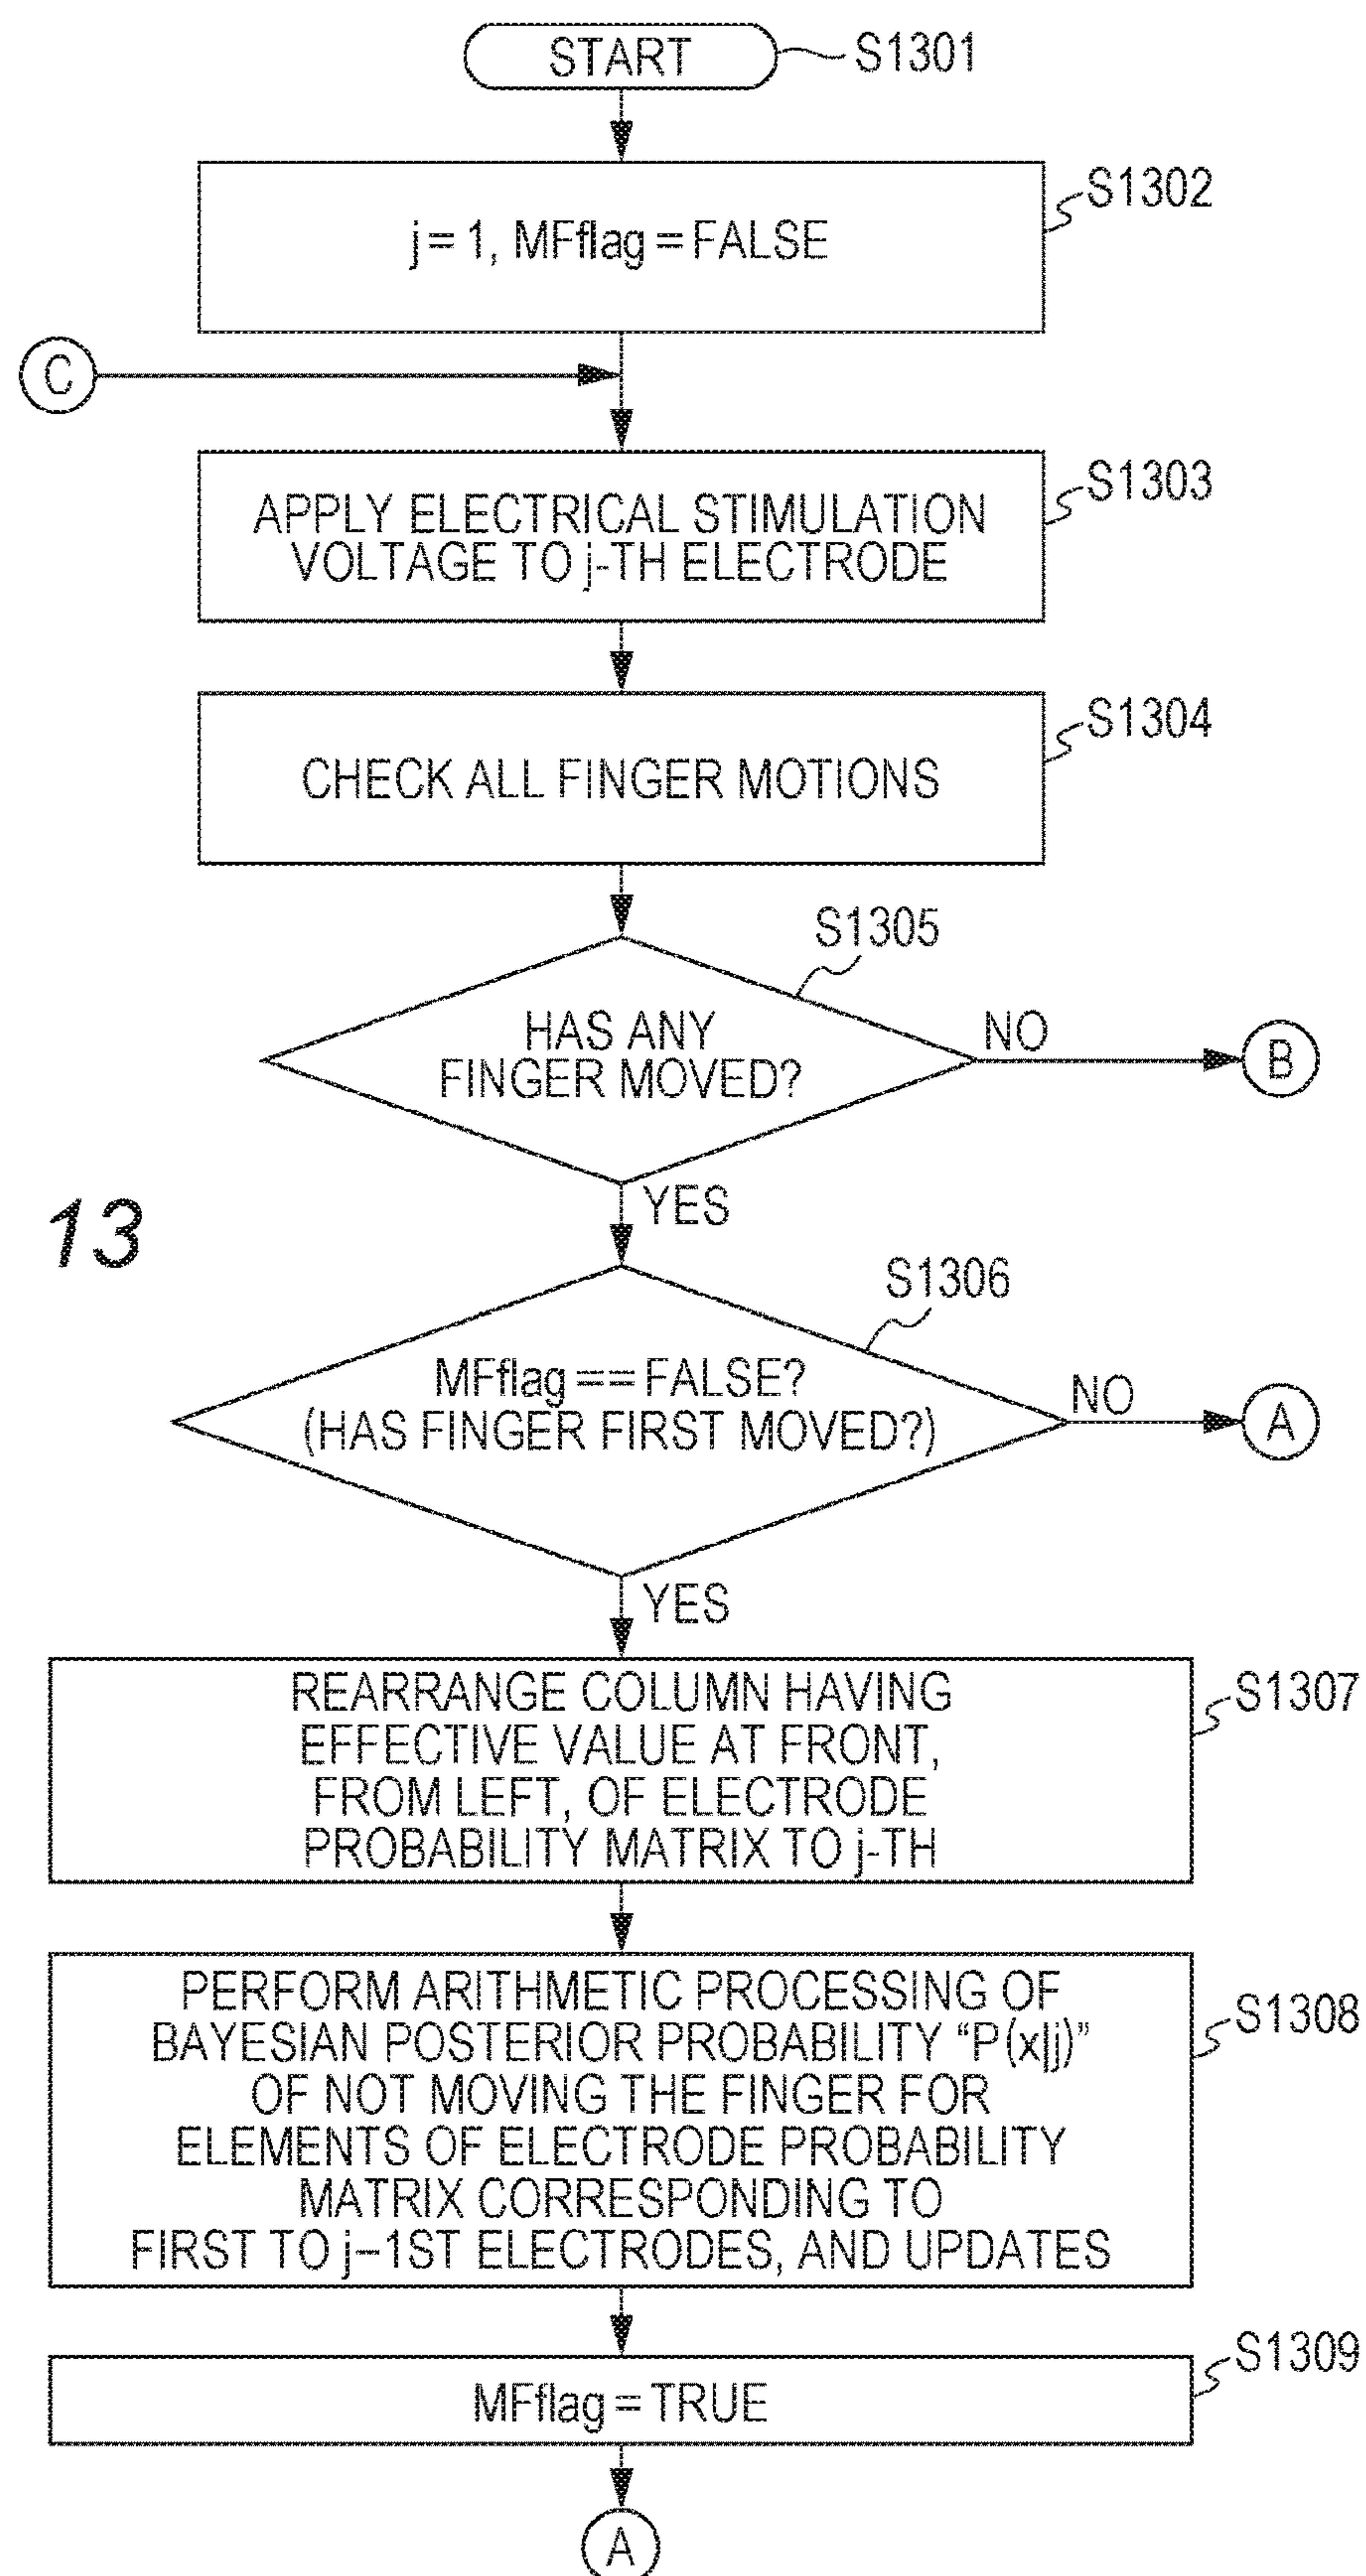 START
S1301
S1302
j = 1, MFflag = FALSE
C
S1303
APPLY ELECTRICAL STIMULATION
VOLTAGE TO j-TH ELECTRODE
S1304
CHECK ALL FINGER MOTIONS
S1305
HAS ANY
FINGER MOVED?
NO
B
YES
13
S1306
MFflag == FALSE?
(HAS FINGER FIRST MOVED?)
NO
A
YES
S1307
REARRANGE COLUMN HAVING
EFFECTIVE VALUE AT FRONT,
FROM LEFT, OF ELECTRODE
PROBABILITY MATRIX TO j-TH
S1308
PERFORM ARITHMETIC PROCESSING OF
BAYESIAN POSTERIOR PROBABILITY “P(x|j)”
OF NOT MOVING THE FINGER FOR
ELEMENTS OF ELECTRODE PROBABILITY
MATRIX CORRESPONDING TO
FIRST TO j–1ST ELECTRODES, AND UPDATES
S1309
MFflag = TRUE
A